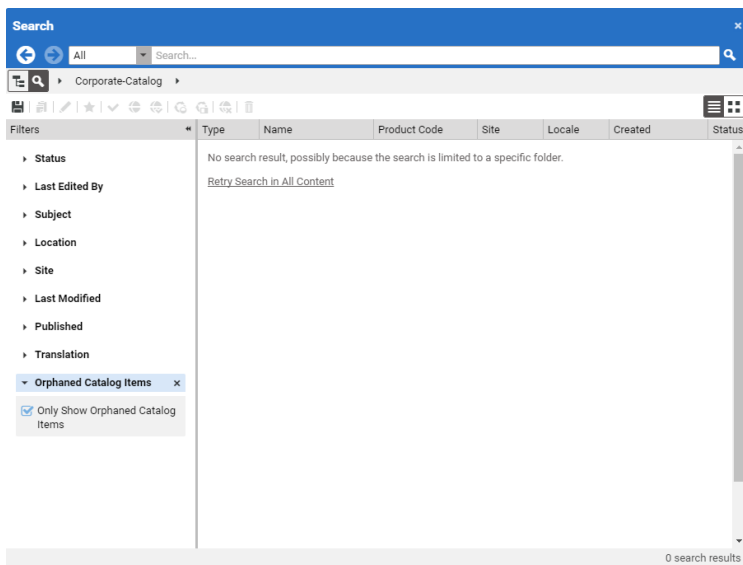 Search
All
Search...
Corporate-Catalog
Filters
Type Name Product Code Site Locale Created Status
Status
No search result, possibly because the search is limited to a specific folder.
Last Edited By
Retry Search in All Content
Subject
Location
Site
Last Modified
Published
Translation
Orphaned Catalog Items
Only Show Orphaned Catalog
Items
0 search results